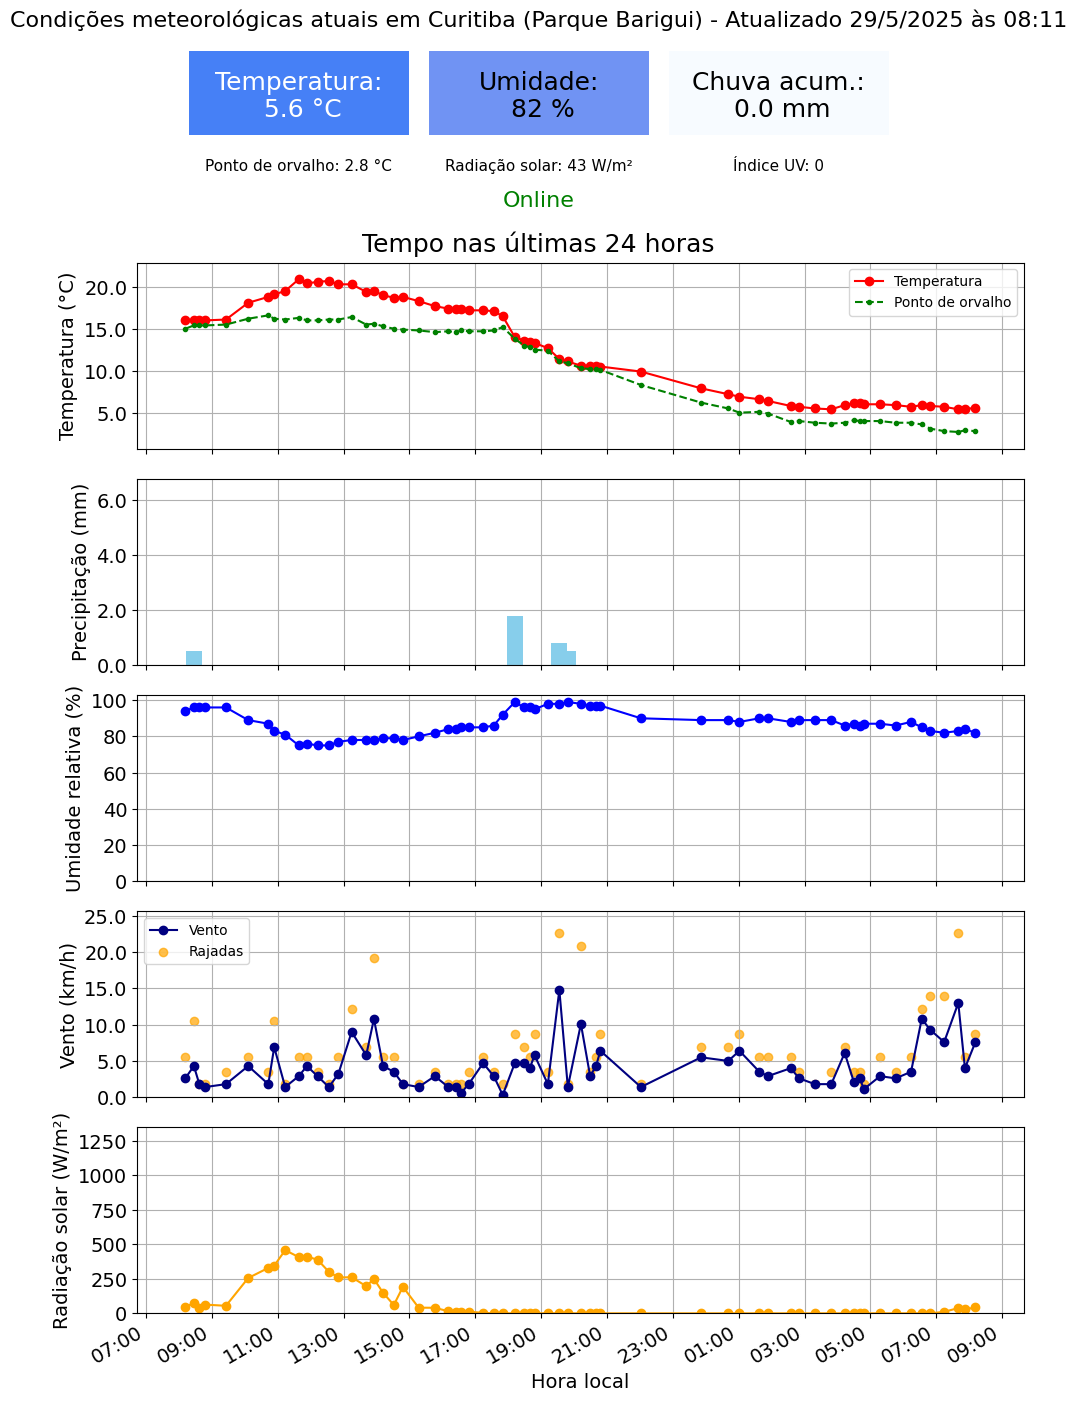 Condições meteorológicas atuais em Curitiba (Parque Barigui) - Atualizado 29/5/2025 às 08:11
Temperatura:
5.6 °C
Umidade:
82 %
Chuva acum.:
0.0 mm
Ponto de orvalho: 2.8 °C
Radiação solar: 43 W/m²
Índice UV: 0
Online
Tempo nas últimas 24 horas
Temperatura (°C)
20.0
15.0
10.0
5.0
Temperatura
Ponto de orvalho
Precipitação (mm)
6.0
4.0
2.0
0.0
Umidade relativa (%)
100
80
60
40
20
0
Vento (km/h)
25.0
20.0
15.0
10.0
5.0
0.0
Vento
Rajadas
Radiação solar (W/m²)
1250
1000
750
500
250
0
07:00 09:00 11:00 13:00 15:00 17:00 19:00 21:00 23:00 01:00 03:00 05:00 07:00 09:00
Hora local